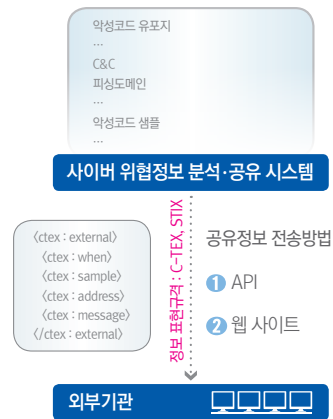 악성코드 유포지
...
C&C
피싱도메인
...
악성코드 샘플
...
사이버 위협정보 분석·공유 시스템
〈ctex : external〉
〈ctex : when〉
〈ctex : sample〉
〈ctex : address〉
〈ctex : message〉
〈/ctex : external〉
정보 표현규격 : C-TEX, STIX
공유정보 전송방법
1 API
2 웹 사이트
외부기관